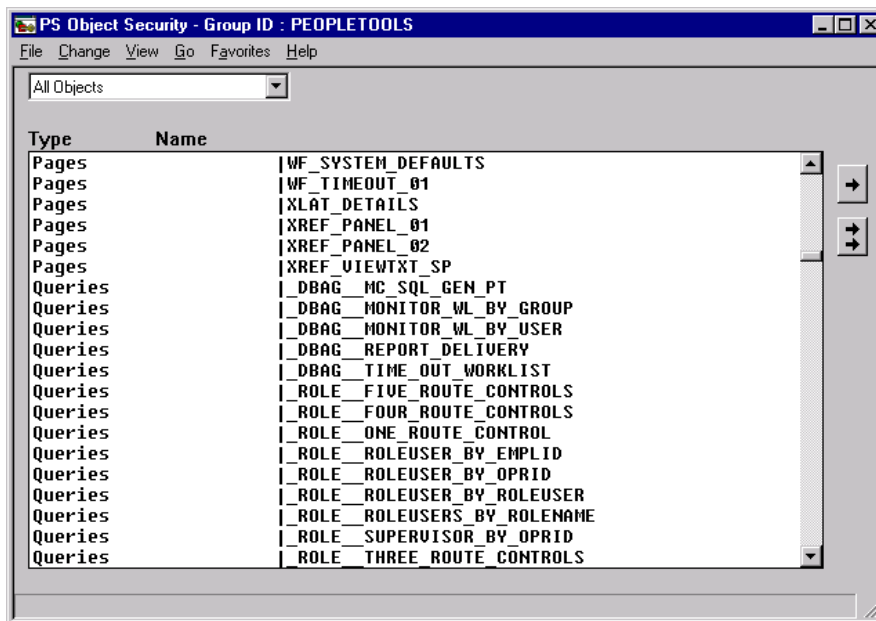 PS Object Security - Group ID : PEOPLETOOLS
File Change View Go Favorites Help
All Objects
Type Name
Pages |WF_SYSTEM_DEFAULTS
Pages |WF_TIMEOUT_01
Pages |XLAT_DETAILS
Pages |XREF_PANEL_01
Pages |XREF_PANEL_02
Pages |XREF_VIEWTXT_SP
Queries |_DBAG__MC_SQL_GEN_PT
Queries |_DBAG__MONITOR_WL_BY_GROUP
Queries |_DBAG__MONITOR_WL_BY_USER
Queries |_DBAG__REPORT_DELIVERY
Queries |_DBAG__TIME_OUT_WORKLIST
Queries |_ROLE__FIVE_ROUTE_CONTROLS
Queries |_ROLE__FOUR_ROUTE_CONTROLS
Queries |_ROLE__ONE_ROUTE_CONTROL
Queries |_ROLE__ROLEUSER_BY_EMPLID
Queries |_ROLE__ROLEUSER_BY_OPRID
Queries |_ROLE__ROLEUSER_BY_ROLEUSER
Queries |_ROLE__ROLEUSERS_BY_ROLENAME
Queries |_ROLE__SUPERVISOR_BY_OPRID
Queries |_ROLE__THREE_ROUTE_CONTROLS